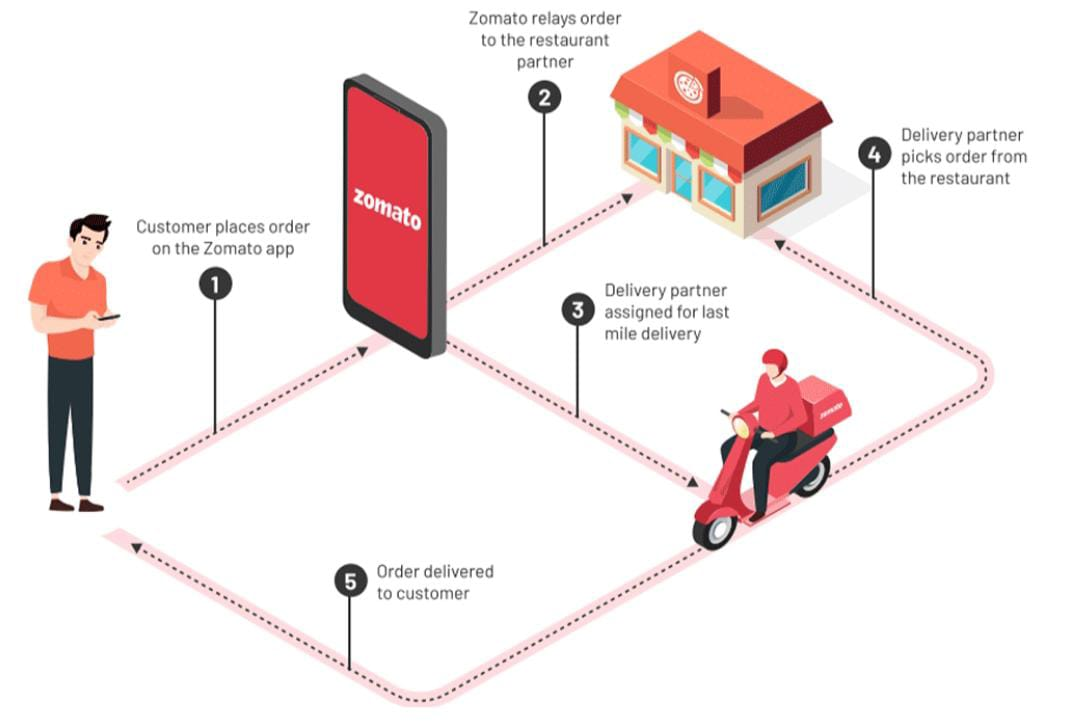 Zomato relays order
to the restaurant
partner
2
Delivery partner
picks order from
the restaurant
4
zomato
Customer places order
on the Zomato app
1
Delivery partner
assigned for last
mile delivery
3
zomato
5
Order delivered
to customer